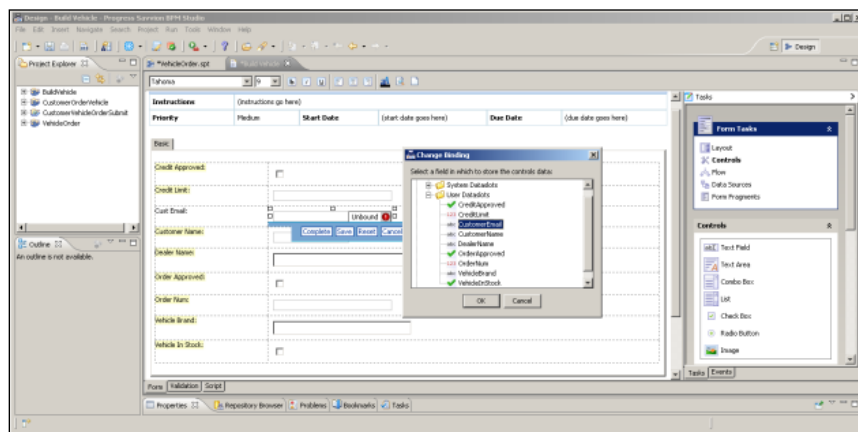 Design - Build Vehicle - Progress Savvion BPM Studio
File Edit Insert Navigate Search Project Run Tools Window Help
Design
Project Explorer
*VehicleOrder.spt
*Build Vehicle
BuildVehicle
CustomerOrderVehicle
CustomerVehicleOrderSubmit
VehicleOrder
Outline
An outline is not available.
Tahoma
9
Instructions
(instructions go here)
Priority
Medium
Start Date
(start date goes here)
Due Date
(due date goes here)
Basic
Credit Approved:
Credit Limit:
Cust Email:
Unbound
Customer Name:
Complete
Save
Reset
Cancel
Dealer Name:
Order Approved:
Order Num:
Vehicle Brand:
Vehicle In Stock:
Form
Validation
Script
Change Binding
Select a field in which to store the controls data:
System Dataslots
User Dataslots
CreditApproved
CreditLimit
CustomerEmail
CustomerName
DealerName
OrderApproved
OrderNum
VehicleBrand
VehicleInStock
OK
Cancel
Tasks
Form Tasks
Layout
Controls
Flow
Data Sources
Form Fragments
Controls
Text Field
Text Area
Combo Box
List
Check Box
Radio Button
Image
Tasks
Events
Properties
Repository Browser
Problems
Bookmarks
Tasks